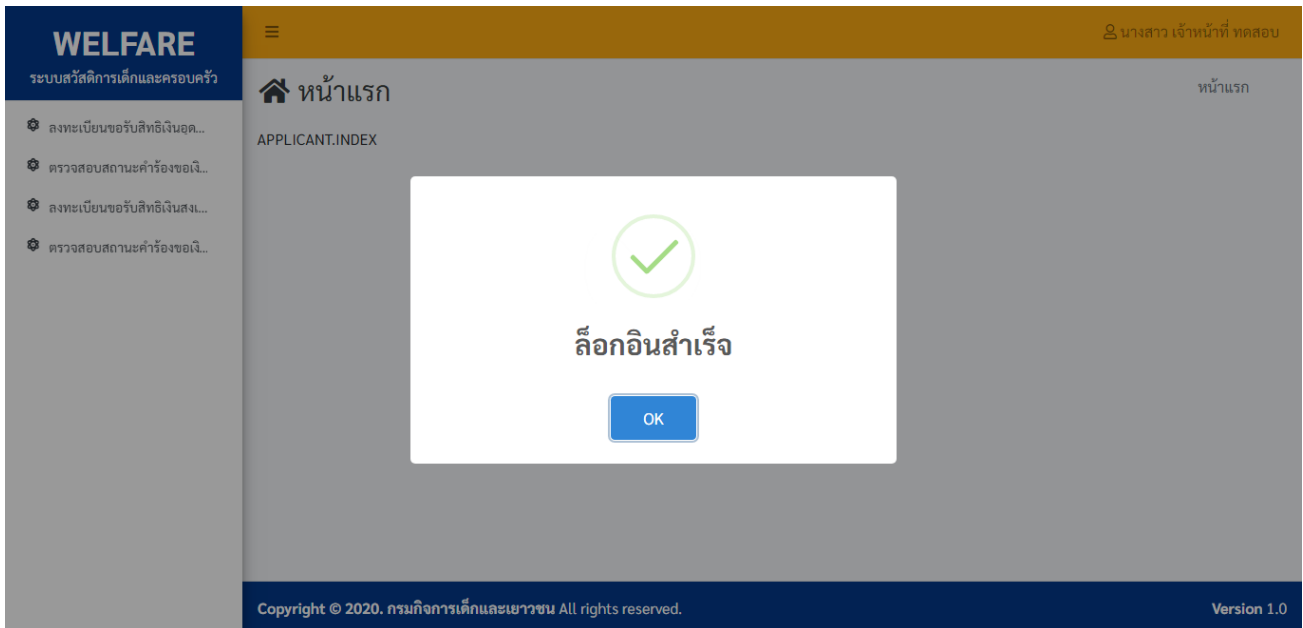 WELFARE
ระบบสวัสดิการเด็กและครอบครัว
นางสาว เจ้าหน้าที่ ทดสอบ
หน้าแรก
หน้าแรก
ลงทะเบียนขอรับสิทธิเงินอุด...
ตรวจสอบสถานะคำร้องขอเงิ...
ลงทะเบียนขอรับสิทธิเงินสงเ...
ตรวจสอบสถานะคำร้องขอเงิ...
APPLICANT.INDEX
ล็อกอินสำเร็จ
OK
Copyright © 2020. กรมกิจการเด็กและเยาวชน All rights reserved.
Version 1.0